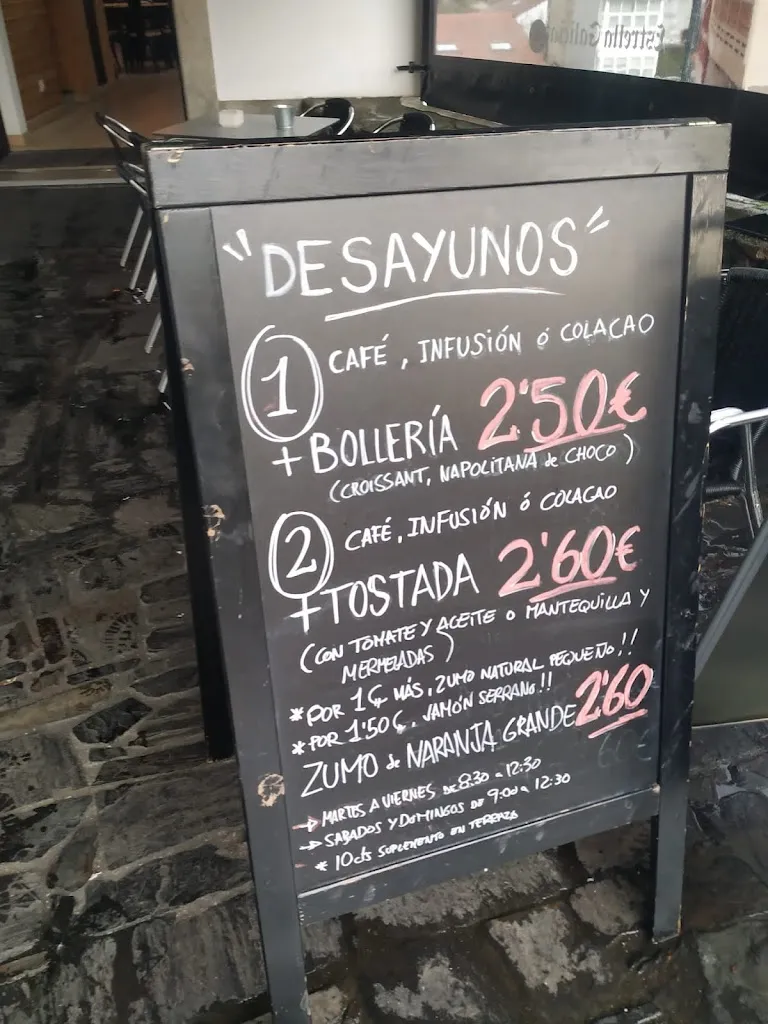 Estrella Galicia
"DESAYUNOS"
1 CAFÉ, INFUSIÓN ó COLACAO
+ BOLLERÍA 2'50€
(CROISSANT, NAPOLITANA de CHOCO)
2 CAFÉ, INFUSIÓN ó COLACAO
+ TOSTADA 2'60€
(CON TOMATE Y ACEITE O MANTEQUILLA Y
MERMELADAS)
* POR 1€ MÁS, ZUMO NATURAL PEQUEÑO!!
* POR 1'50€, JAMÓN SERRANO!!
ZUMO de NARANJA GRANDE 2'60
→ MARTES A VIERNES DE 8:30 a 12:30
→ SABADOS Y DOMINGOS DE 9:00 a 12:30
* 10cts SUPLEMENTO EN TERRAZA